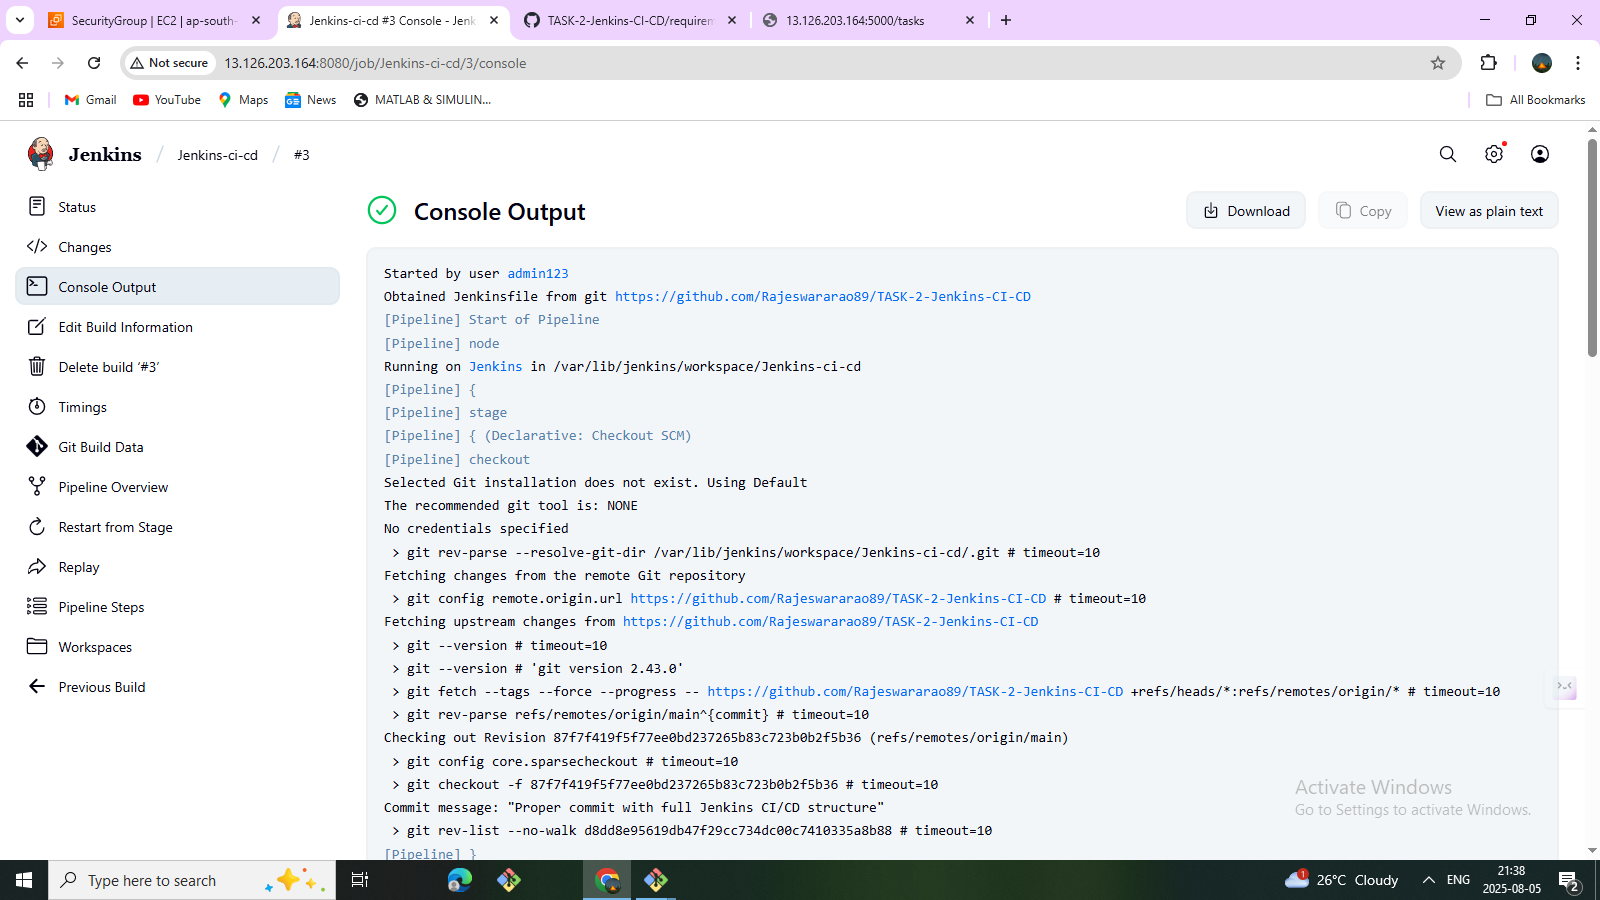 SecurityGroup | EC2 | ap-south-
Jenkins-ci-cd #3 Console - Jenk
TASK-2-Jenkins-CI-CD/requirem
13.126.203.164:5000/tasks
Not secure
13.126.203.164:8080/job/Jenkins-ci-cd/3/console
Gmail
YouTube
Maps
News
MATLAB & SIMULIN...
All Bookmarks
Jenkins / Jenkins-ci-cd / #3
Status
Changes
Console Output
Edit Build Information
Delete build ‘#3’
Timings
Git Build Data
Pipeline Overview
Restart from Stage
Replay
Pipeline Steps
Workspaces
Previous Build
Console Output
Download
Copy
View as plain text
Started by user admin123
Obtained Jenkinsfile from git https://github.com/Rajeswararao89/TASK-2-Jenkins-CI-CD
[Pipeline] Start of Pipeline
[Pipeline] node
Running on Jenkins in /var/lib/jenkins/workspace/Jenkins-ci-cd
[Pipeline] {
[Pipeline] stage
[Pipeline] { (Declarative: Checkout SCM)
[Pipeline] checkout
Selected Git installation does not exist. Using Default
The recommended git tool is: NONE
No credentials specified
> git rev-parse --resolve-git-dir /var/lib/jenkins/workspace/Jenkins-ci-cd/.git # timeout=10
Fetching changes from the remote Git repository
> git config remote.origin.url https://github.com/Rajeswararao89/TASK-2-Jenkins-CI-CD # timeout=10
Fetching upstream changes from https://github.com/Rajeswararao89/TASK-2-Jenkins-CI-CD
> git --version # timeout=10
> git --version # 'git version 2.43.0'
> git fetch --tags --force --progress -- https://github.com/Rajeswararao89/TASK-2-Jenkins-CI-CD +refs/heads/*:refs/remotes/origin/* # timeout=10
> git rev-parse refs/remotes/origin/main^{commit} # timeout=10
Checking out Revision 87f7f419f5f77ee0bd237265b83c723b0b2f5b36 (refs/remotes/origin/main)
> git config core.sparsecheckout # timeout=10
> git checkout -f 87f7f419f5f77ee0bd237265b83c723b0b2f5b36 # timeout=10
Commit message: "Proper commit with full Jenkins CI/CD structure"
> git rev-list --no-walk d8dd8e95619db47f29cc734dc00c7410335a8b88 # timeout=10
[Pipeline] }
Activate Windows
Go to Settings to activate Windows.
Type here to search
1
26°C Cloudy
ENG
21:38
2025-08-05
2